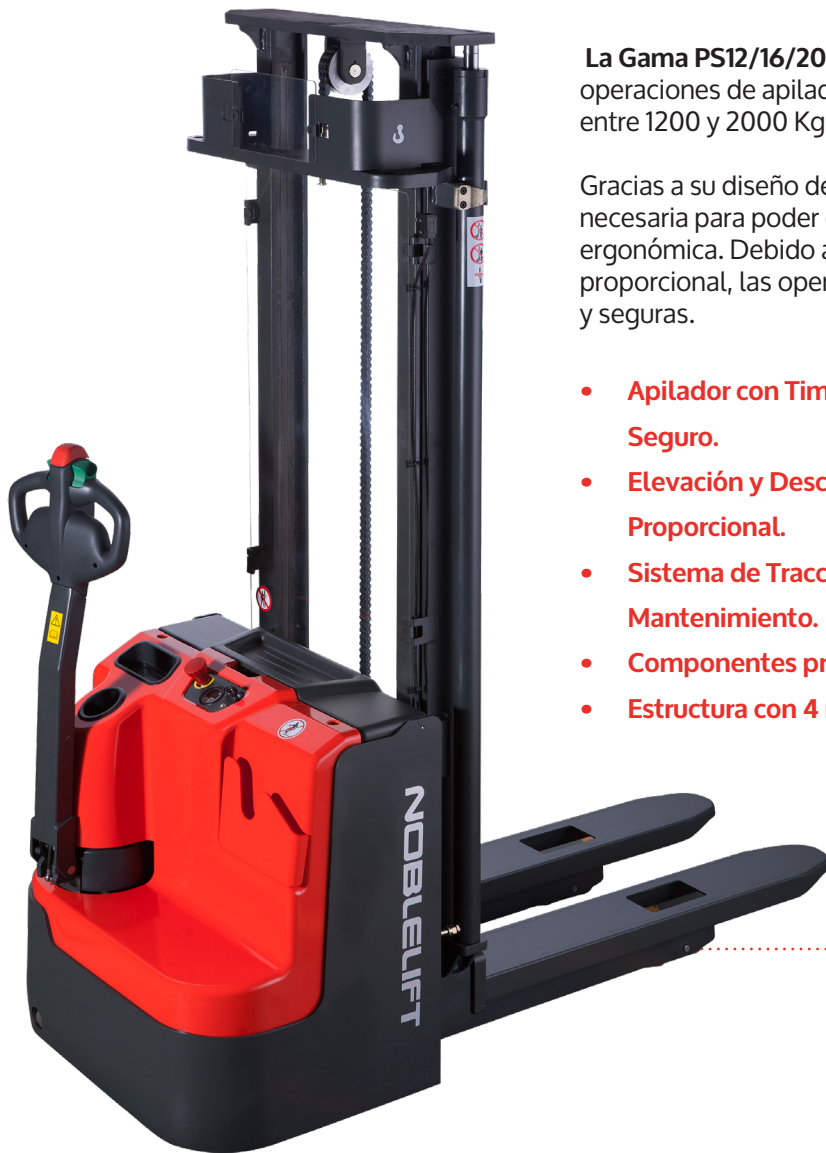 La Gama PS12/16/20
operaciones de apilad
entre 1200 y 2000 Kg
Gracias a su diseño de
necesaria para poder
ergonómica. Debido a
proporcional, las oper
y seguras.
• Apilador con Tim
Seguro.
• Elevación y Desc
Proporcional.
• Sistema de Tracc
Mantenimiento.
• Componentes pr
• Estructura con 4
NOBLELIFT